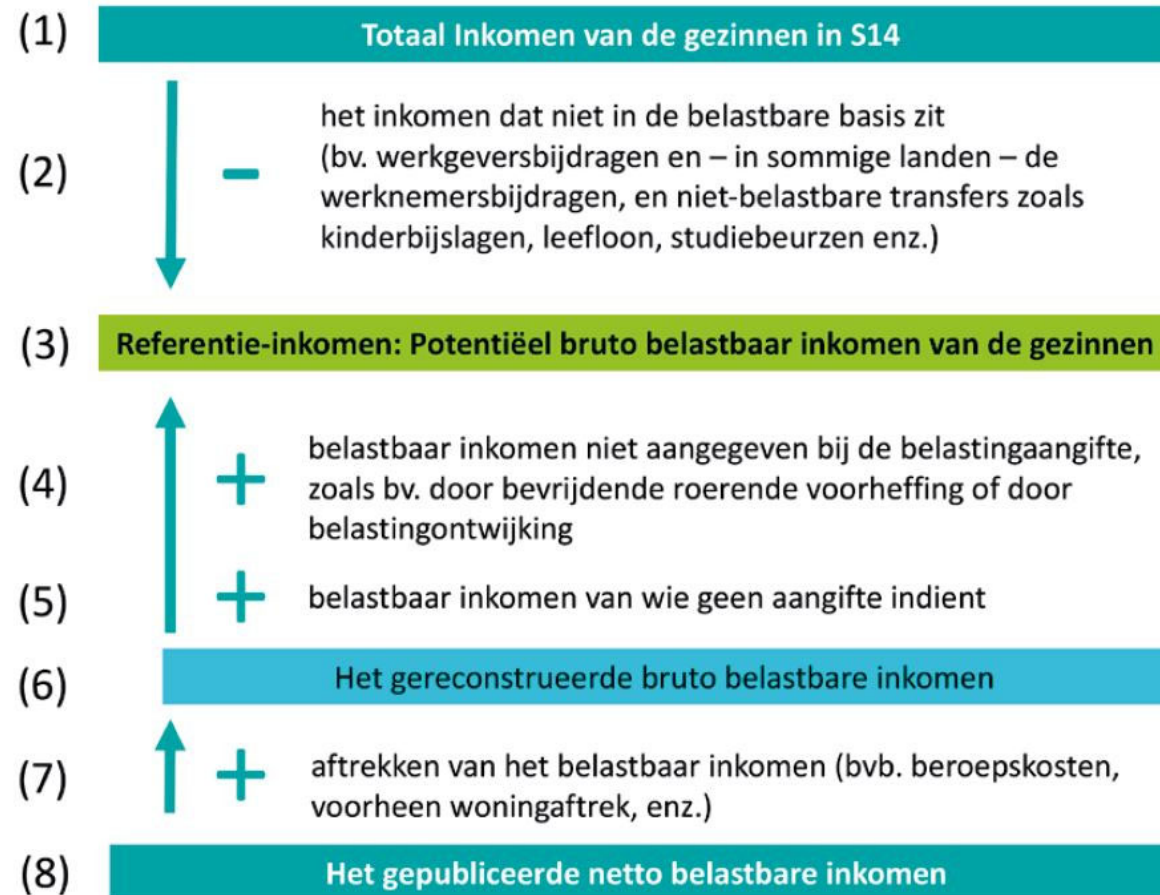 (1) Totaal Inkomen van de gezinnen in S14
(2) − het inkomen dat niet in de belastbare basis zit
(bv. werkgeversbijdragen en – in sommige landen – de
werknemersbijdragen, en niet-belastbare transfers zoals
kinderbijslagen, leefloon, studiebeurzen enz.)
(3) Referentie-inkomen: Potentiëel bruto belastbaar inkomen van de gezinnen
(4) + belastbaar inkomen niet aangegeven bij de belastingaangifte,
zoals bv. door bevrijdende roerende voorheffing of door
belastingontwijking
(5) + belastbaar inkomen van wie geen aangifte indient
(6) Het gereconstrueerde bruto belastbare inkomen
(7) + aftrekken van het belastbaar inkomen (bvb. beroepskosten,
voorheen woningaftrek, enz.)
(8) Het gepubliceerde netto belastbare inkomen